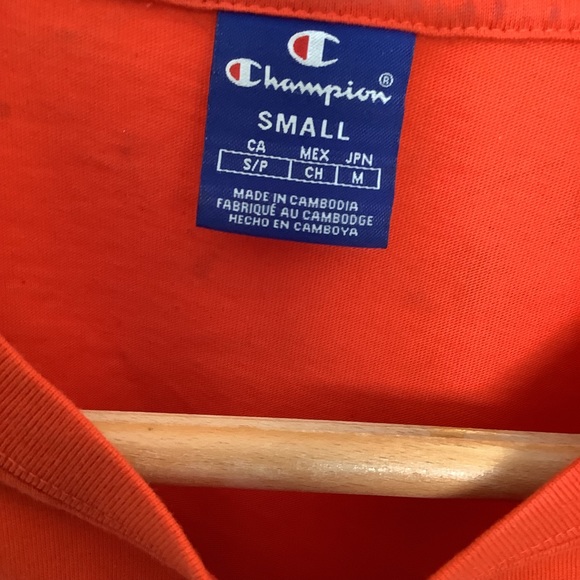 Champion®
SMALL
CA MEX JPN
S/P CH M
MADE IN CAMBODIA
FABRIQUÉ AU CAMBODGE
HECHO EN CAMBOYA